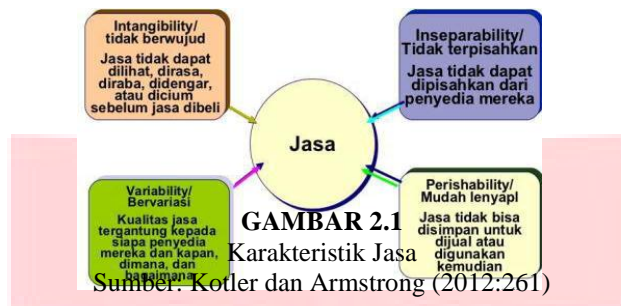 Intangibility/
tidak berwujud
Jasa tidak dapat
dilihat, dirasa,
diraba, didengar,
atau dicium
sebelum jasa dibeli
Inseparability/
Tidak terpisahkan
Jasa tidak dapat
dipisahkan dari
penyedia mereka
Jasa
Variability/
Bervariasi
Kualitas jasa
tergantung kepada
siapa penyedia
mereka dan kapan,
dimana, dan
bagaimana
Perishability/
Mudah lenyapl
Jasa tidak bisa
disimpan untuk
dijual atau
digunakan
kemudian
GAMBAR 2.1
Karakteristik Jasa
Sumber: Kotler dan Armstrong (2012:261)